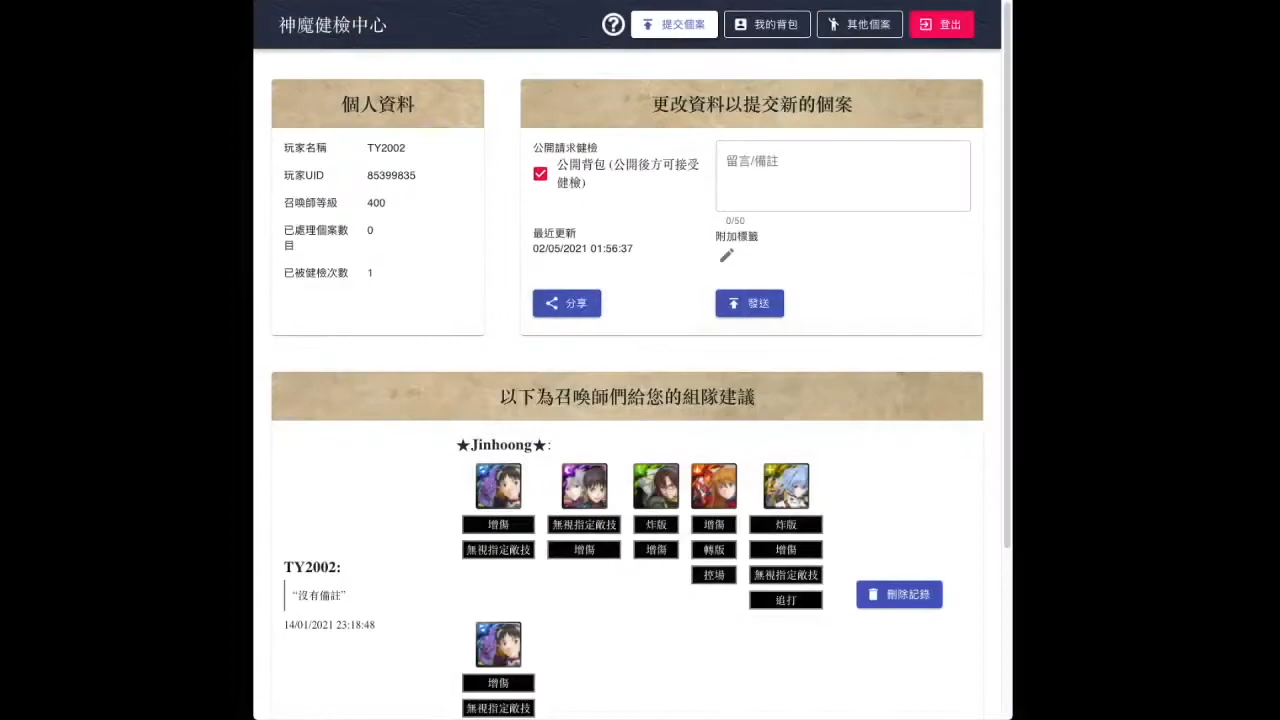 神魔健檢中心
提交個案
我的背包
其他個案
登出
個人資料
玩家名稱 TY2002
玩家UID 85399835
召喚師等級 400
已處理個案數目 0
已被健檢次數 1
更改資料以提交新的個案
公開請求健檢
公開背包 (公開後方可接受
健檢)
最近更新
02/05/2021 01:56:37
分享
留言/備註
0/50
附加標籤
發送
以下為召喚師們給您的組隊建議
TY2002:
“沒有備註”
14/01/2021 23:18:48
★Jinhoong★:
增傷 無視指定敵技 炸版 增傷 炸版
無視指定敵技 增傷 增傷 轉版 增傷
控場 無視指定敵技
追打
增傷
無視指定敵技
刪除記錄